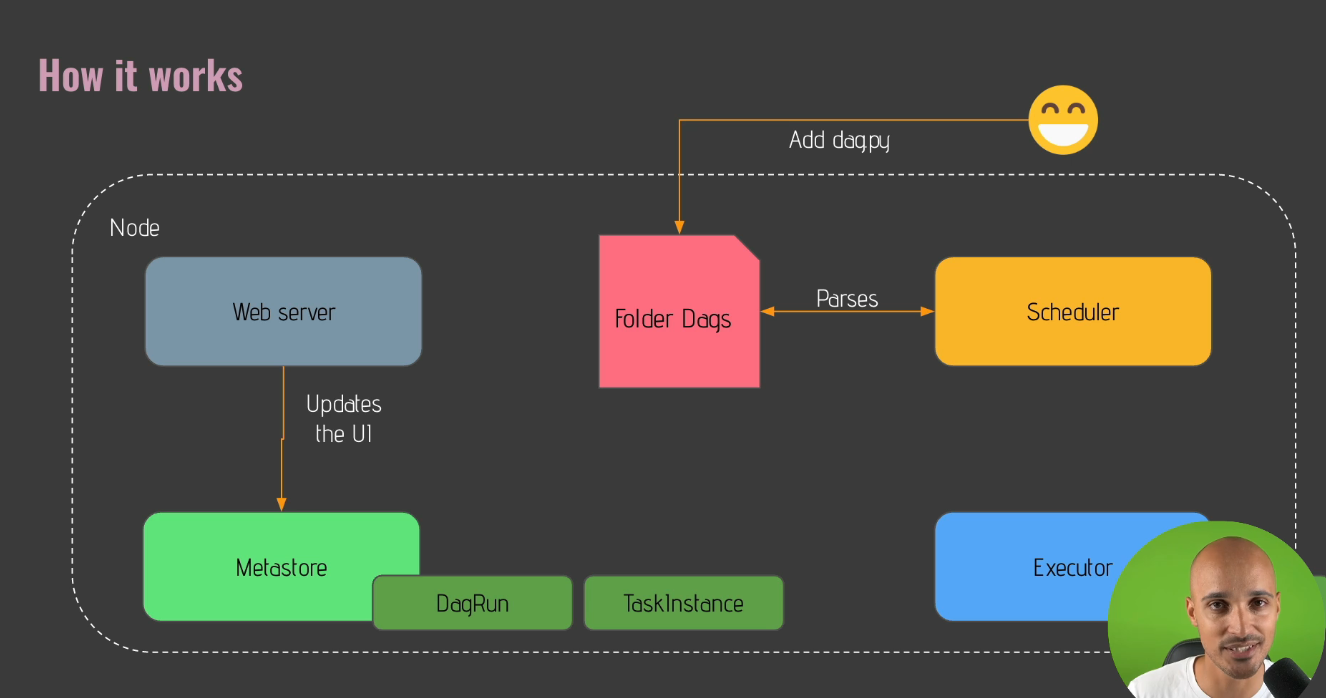 How it works
Add dag.py
Node
Web server
Folder Dags
Parses
Scheduler
Updates
the UI
Metastore
DagRun
TaskInstance
Executor